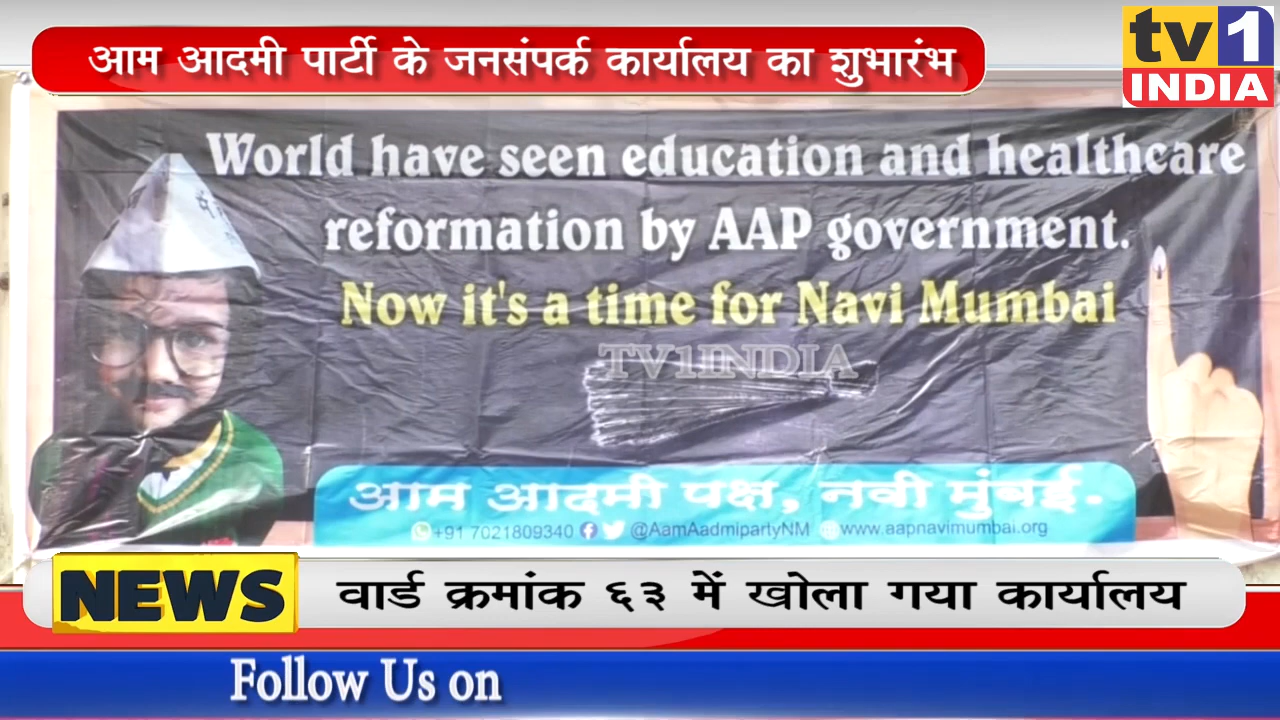 आम आदमी पार्टी के जनसंपर्क कार्यालय का शुभारंभ
tv1
INDIA
World have seen education and healthcare
reformation by AAP government.
Now it's a time for Navi Mumbai
TV1INDIA
आम आदमी पक्ष, नवी मुंबई.
+91 7021809340 @AamAadmipartyNM www.aapnavimumbai.org
NEWS
वार्ड क्रमांक ६३ में खोला गया कार्यालय
Follow Us on